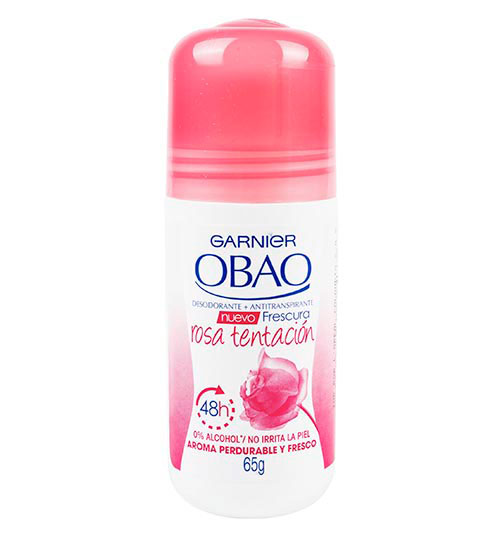 GARNIER
OBAO
DESODORANTE + ANTITRANSPIRANTE
nuevo Frescura
rosa tentación
48h
0% ALCOHOL*/ NO IRRITA LA PIEL
AROMA PERDURABLE Y FRESCO
65g